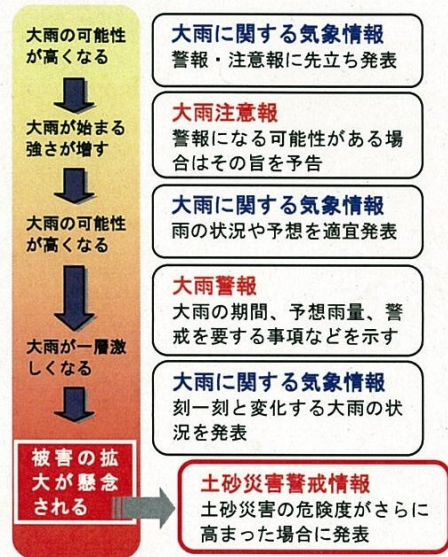 大雨の可能性
が高くなる
大雨に関する気象情報
警報・注意報に先立ち発表
大雨が始まる
強さが増す
大雨注意報
警報になる可能性がある場
合はその旨を予告
大雨の可能性
が高くなる
大雨に関する気象情報
雨の状況や予想を適宜発表
大雨警報
大雨の期間、予想雨量、警
戒を要する事項などを示す
大雨が一層激
しくなる
大雨に関する気象情報
刻一刻と変化する大雨の状
況を発表
被害の拡
大が懸念
される
土砂災害警戒情報
土砂災害の危険度がさらに
高まった場合に発表